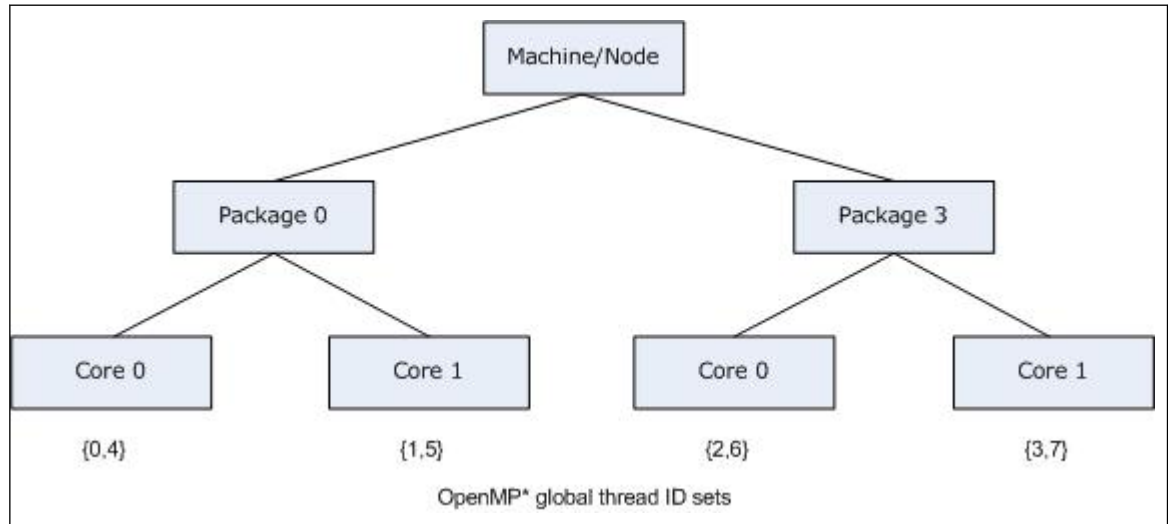 Machine/Node
Package 0
Package 3
Core 0
Core 1
Core 0
Core 1
{0,4}
{1,5}
{2,6}
{3,7}
OpenMP* global thread ID sets